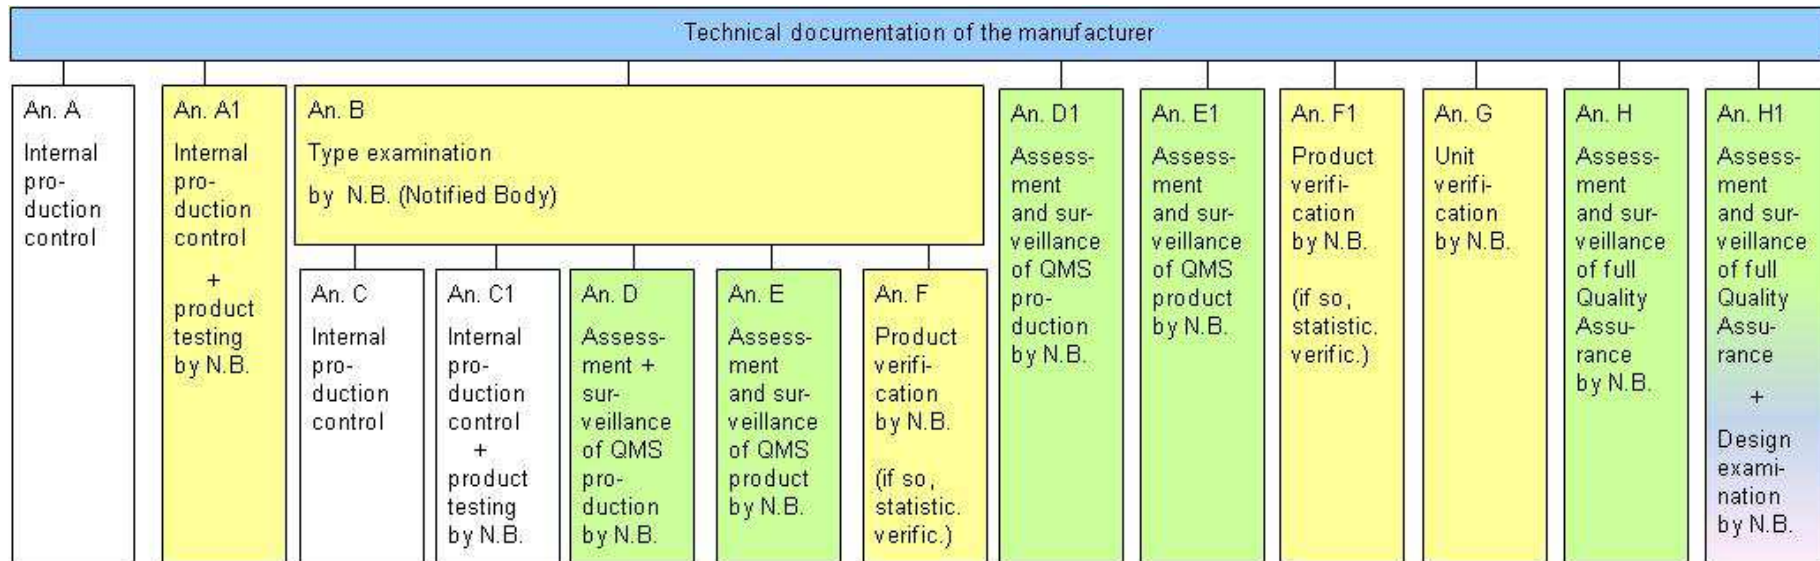 Technical documentation of the manufacturer
An. A
Internal
pro-
duction
control
An. A1
Internal
pro-
duction
control
+
product
testing
by N.B.
An. B
Type examination
by N.B. (Notified Body)
An. C
Internal
pro-
duction
control
An. C1
Internal
pro-
duction
control
+
product
testing
by N.B.
An. D
Assess-
ment +
sur-
veillance
of QMS
pro-
duction
by N.B.
An. E
Assess-
ment
and sur-
veillance
of QMS
product
by N.B.
An. F
Product
verifi-
cation
by N.B.
(if so,
statistic.
verific.)
An. D1
Assess-
ment
and sur-
veillance
of QMS
pro-
duction
by N.B.
An. E1
Assess-
ment
and sur-
veillance
of QMS
product
by N.B.
An. F1
Product
verifi-
cation
by N.B.
(if so,
statistic.
verific.)
An. G
Unit
verifi-
cation
by N.B.
An. H
Assess-
ment
and sur-
veillance
of full
Quality
Assu-
rance
by N.B.
An. H1
Assess-
ment
and sur-
veillance
of full
Quality
Assu-
rance
+
Design
exami-
nation
by N.B.